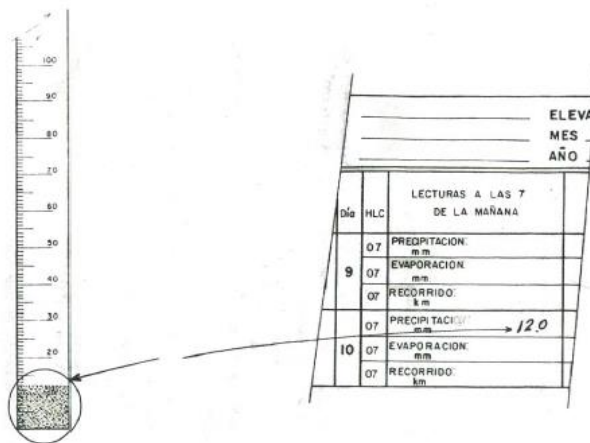 100
90
80
70
60
50
40
30
20
ELEVA
MES
AÑO
Día HLC LECTURAS A LAS 7
DE LA MAÑANA
9
07 PRECIPITACION:
mm
07 EVAPORACION:
mm
07 RECORRIDO:
km
10
07 PRECIPITACIO
mm 12.0
07 EVAPORACION:
mm
07 RECORRIDO:
km